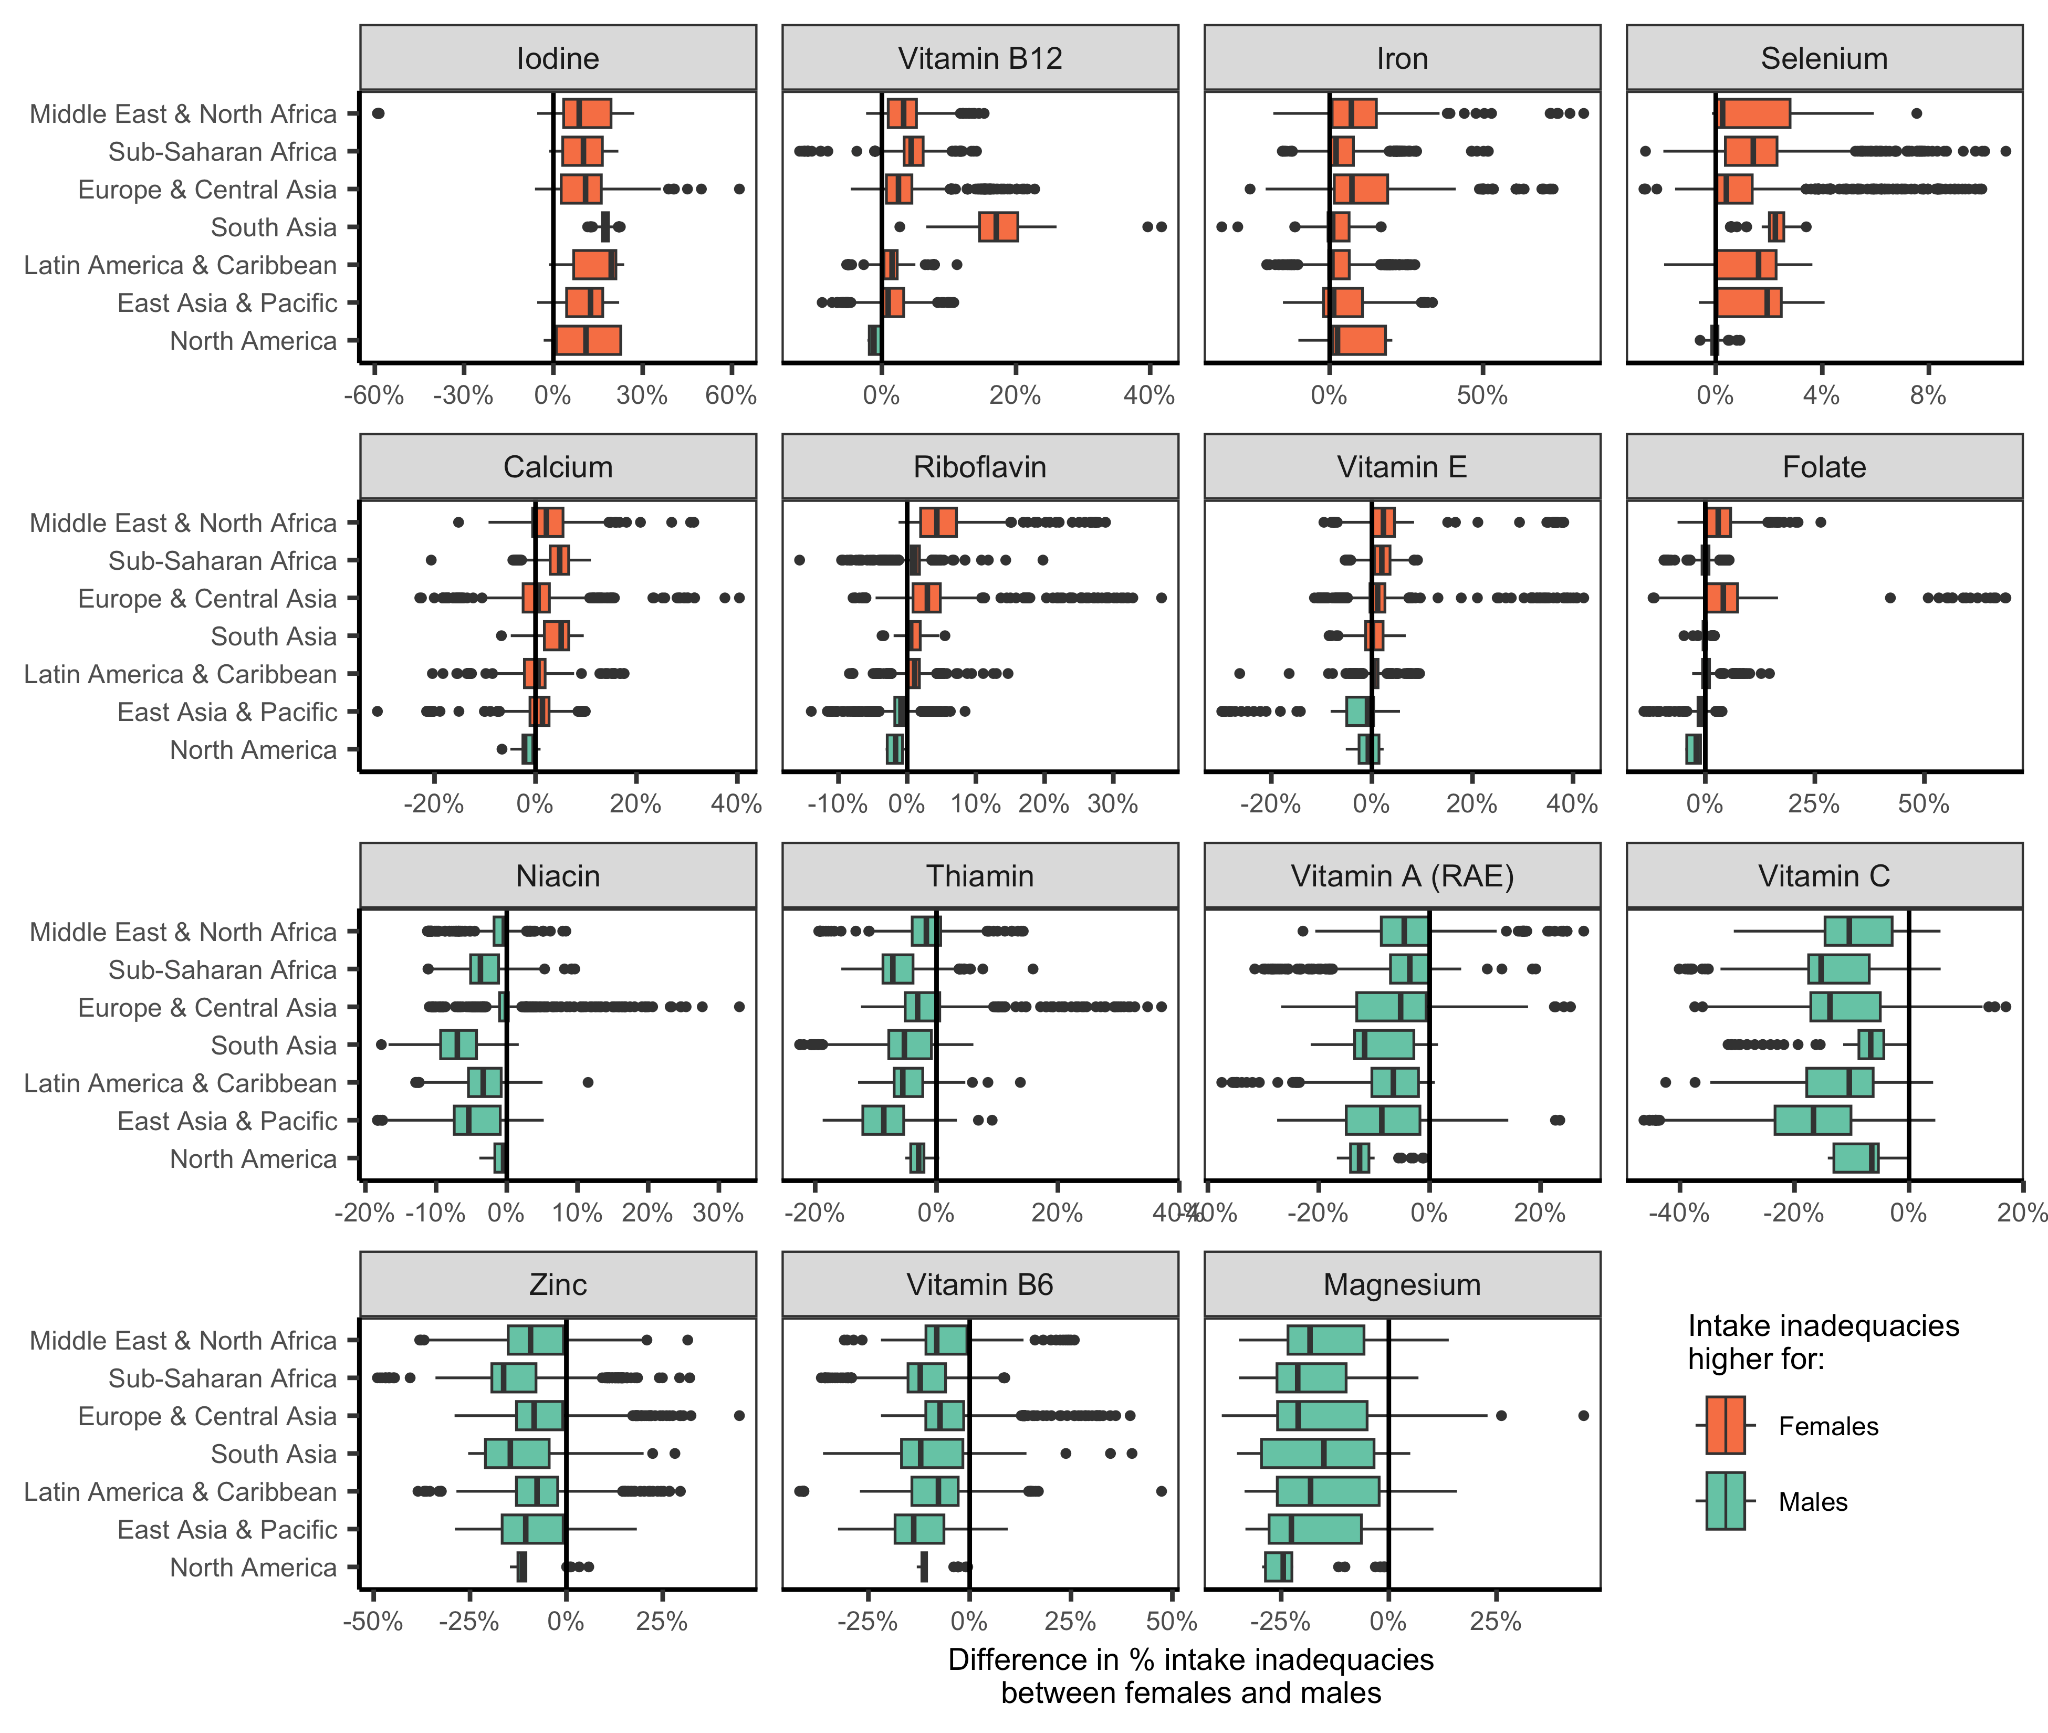 Iodine Vitamin B12 Iron Selenium
Middle East & North Africa
Sub-Saharan Africa
Europe & Central Asia
South Asia
Latin America & Caribbean
East Asia & Pacific
North America
-60% -30% 0% 30% 60% 0% 20% 40% 0% 50% 0% 4% 8%
Calcium Riboflavin Vitamin E Folate
Middle East & North Africa
Sub-Saharan Africa
Europe & Central Asia
South Asia
Latin America & Caribbean
East Asia & Pacific
North America
-20% 0% 20% 40% -10% 0% 10% 20% 30% -20% 0% 20% 40% 0% 25% 50%
Niacin Thiamin Vitamin A (RAE) Vitamin C
Middle East & North Africa
Sub-Saharan Africa
Europe & Central Asia
South Asia
Latin America & Caribbean
East Asia & Pacific
North America
-20% -10% 0% 10% 20% 30% -20% 0% 20% 40% -40% -20% 0% 20% -40% -20% 0% 20%
Zinc Vitamin B6 Magnesium
Middle East & North Africa
Sub-Saharan Africa
Europe & Central Asia
South Asia
Latin America & Caribbean
East Asia & Pacific
North America
-50% -25% 0% 25% -25% 0% 25% 50% -25% 0% 25%
Difference in % intake inadequacies
between females and males
Intake inadequacies
higher for:
Females
Males